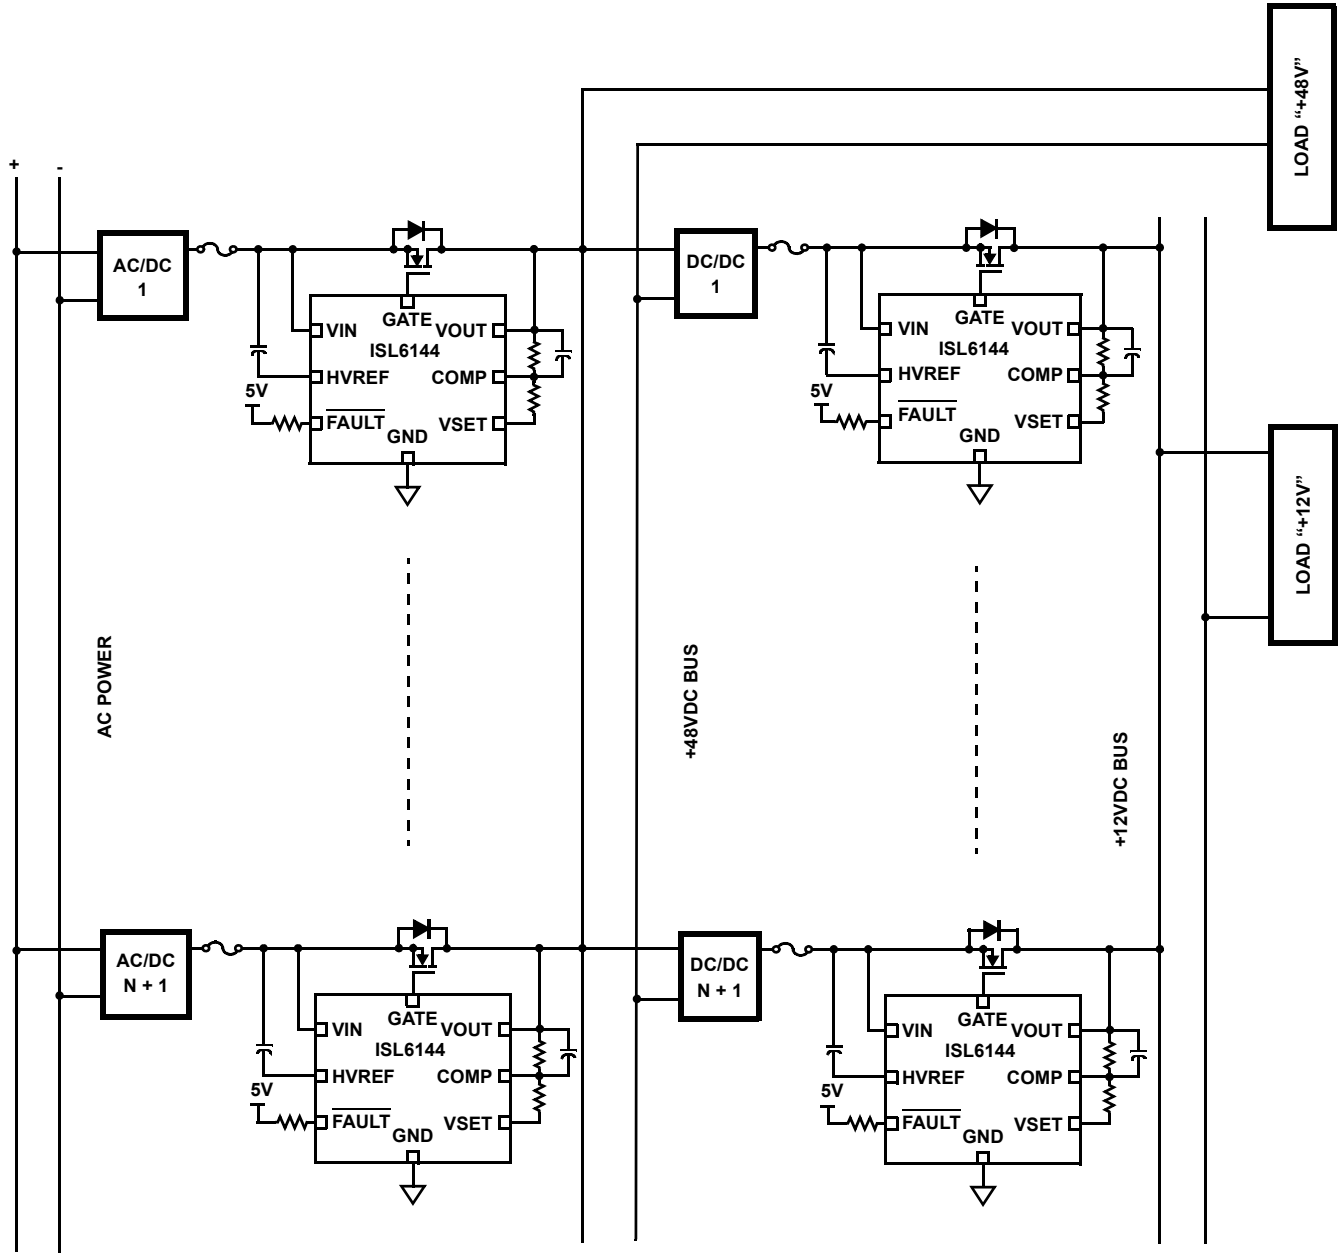 LOAD “+48V”
+ -
AC/DC
1
DC/DC
1
GATE
VIN
VOUT
ISL6144
HVREF
COMP
5V
FAULT
VSET
GND
GATE
VIN
VOUT
ISL6144
HVREF
COMP
5V
FAULT
VSET
GND
LOAD “+12V”
AC POWER
+48VDC BUS
+12VDC BUS
AC/DC
N + 1
DC/DC
N + 1
GATE
VIN
VOUT
ISL6144
HVREF
COMP
5V
FAULT
VSET
GND
GATE
VIN
VOUT
ISL6144
HVREF
COMP
5V
FAULT
VSET
GND